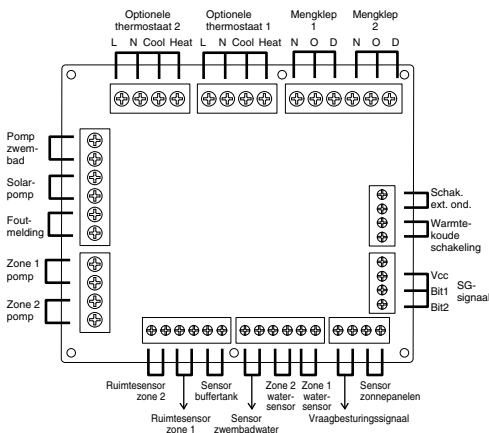 Optionele
thermostaat 2
Optionele
thermostaat 1
Mengklep
1
Mengklep
2
L N Cool Heat
L N Cool Heat
N O D
N O D
Pomp
zwem-
bad
Solar-
pomp
Fout-
melding
Zone 1
pomp
Zone 2
pomp
Schak.
ext. ond.
Warmte-
koude
schakeling
Vcc
Bit1
Bit2
SG-
signaal
Ruimtesensor
zone 2
Ruimtesensor
zone 1
Sensor
buffertank
Sensor
zwembadwater
Zone 2
water-
sensor
Zone 1
water-
sensor
Vraagbesturingssignaal
Sensor
zonnepanelen